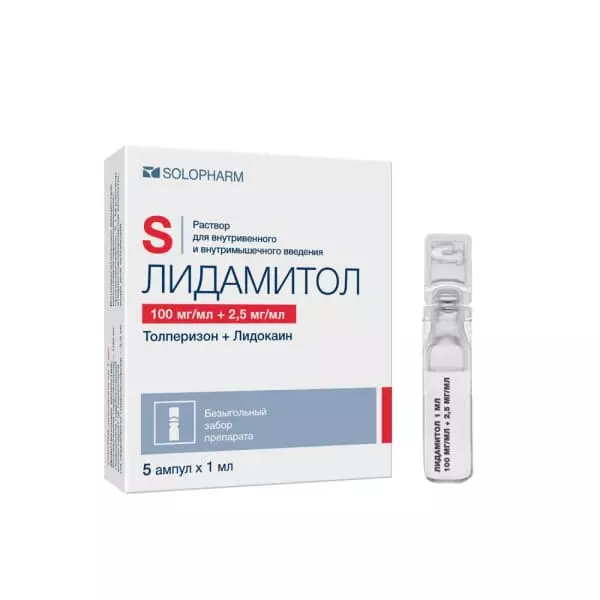 SOLOPHARM
S
Раствор
для внутривенного
и внутримышечного введения
ЛИДАМИТОЛ
100 мг/мл + 2,5 мг/мл
Толперизон + Лидокаин
Безыгольный
забор
препарата
5 ампул х 1 мл
ЛИДАМИТОЛ 1 МЛ
100 МГ/МЛ + 2,5 МГ/МЛ